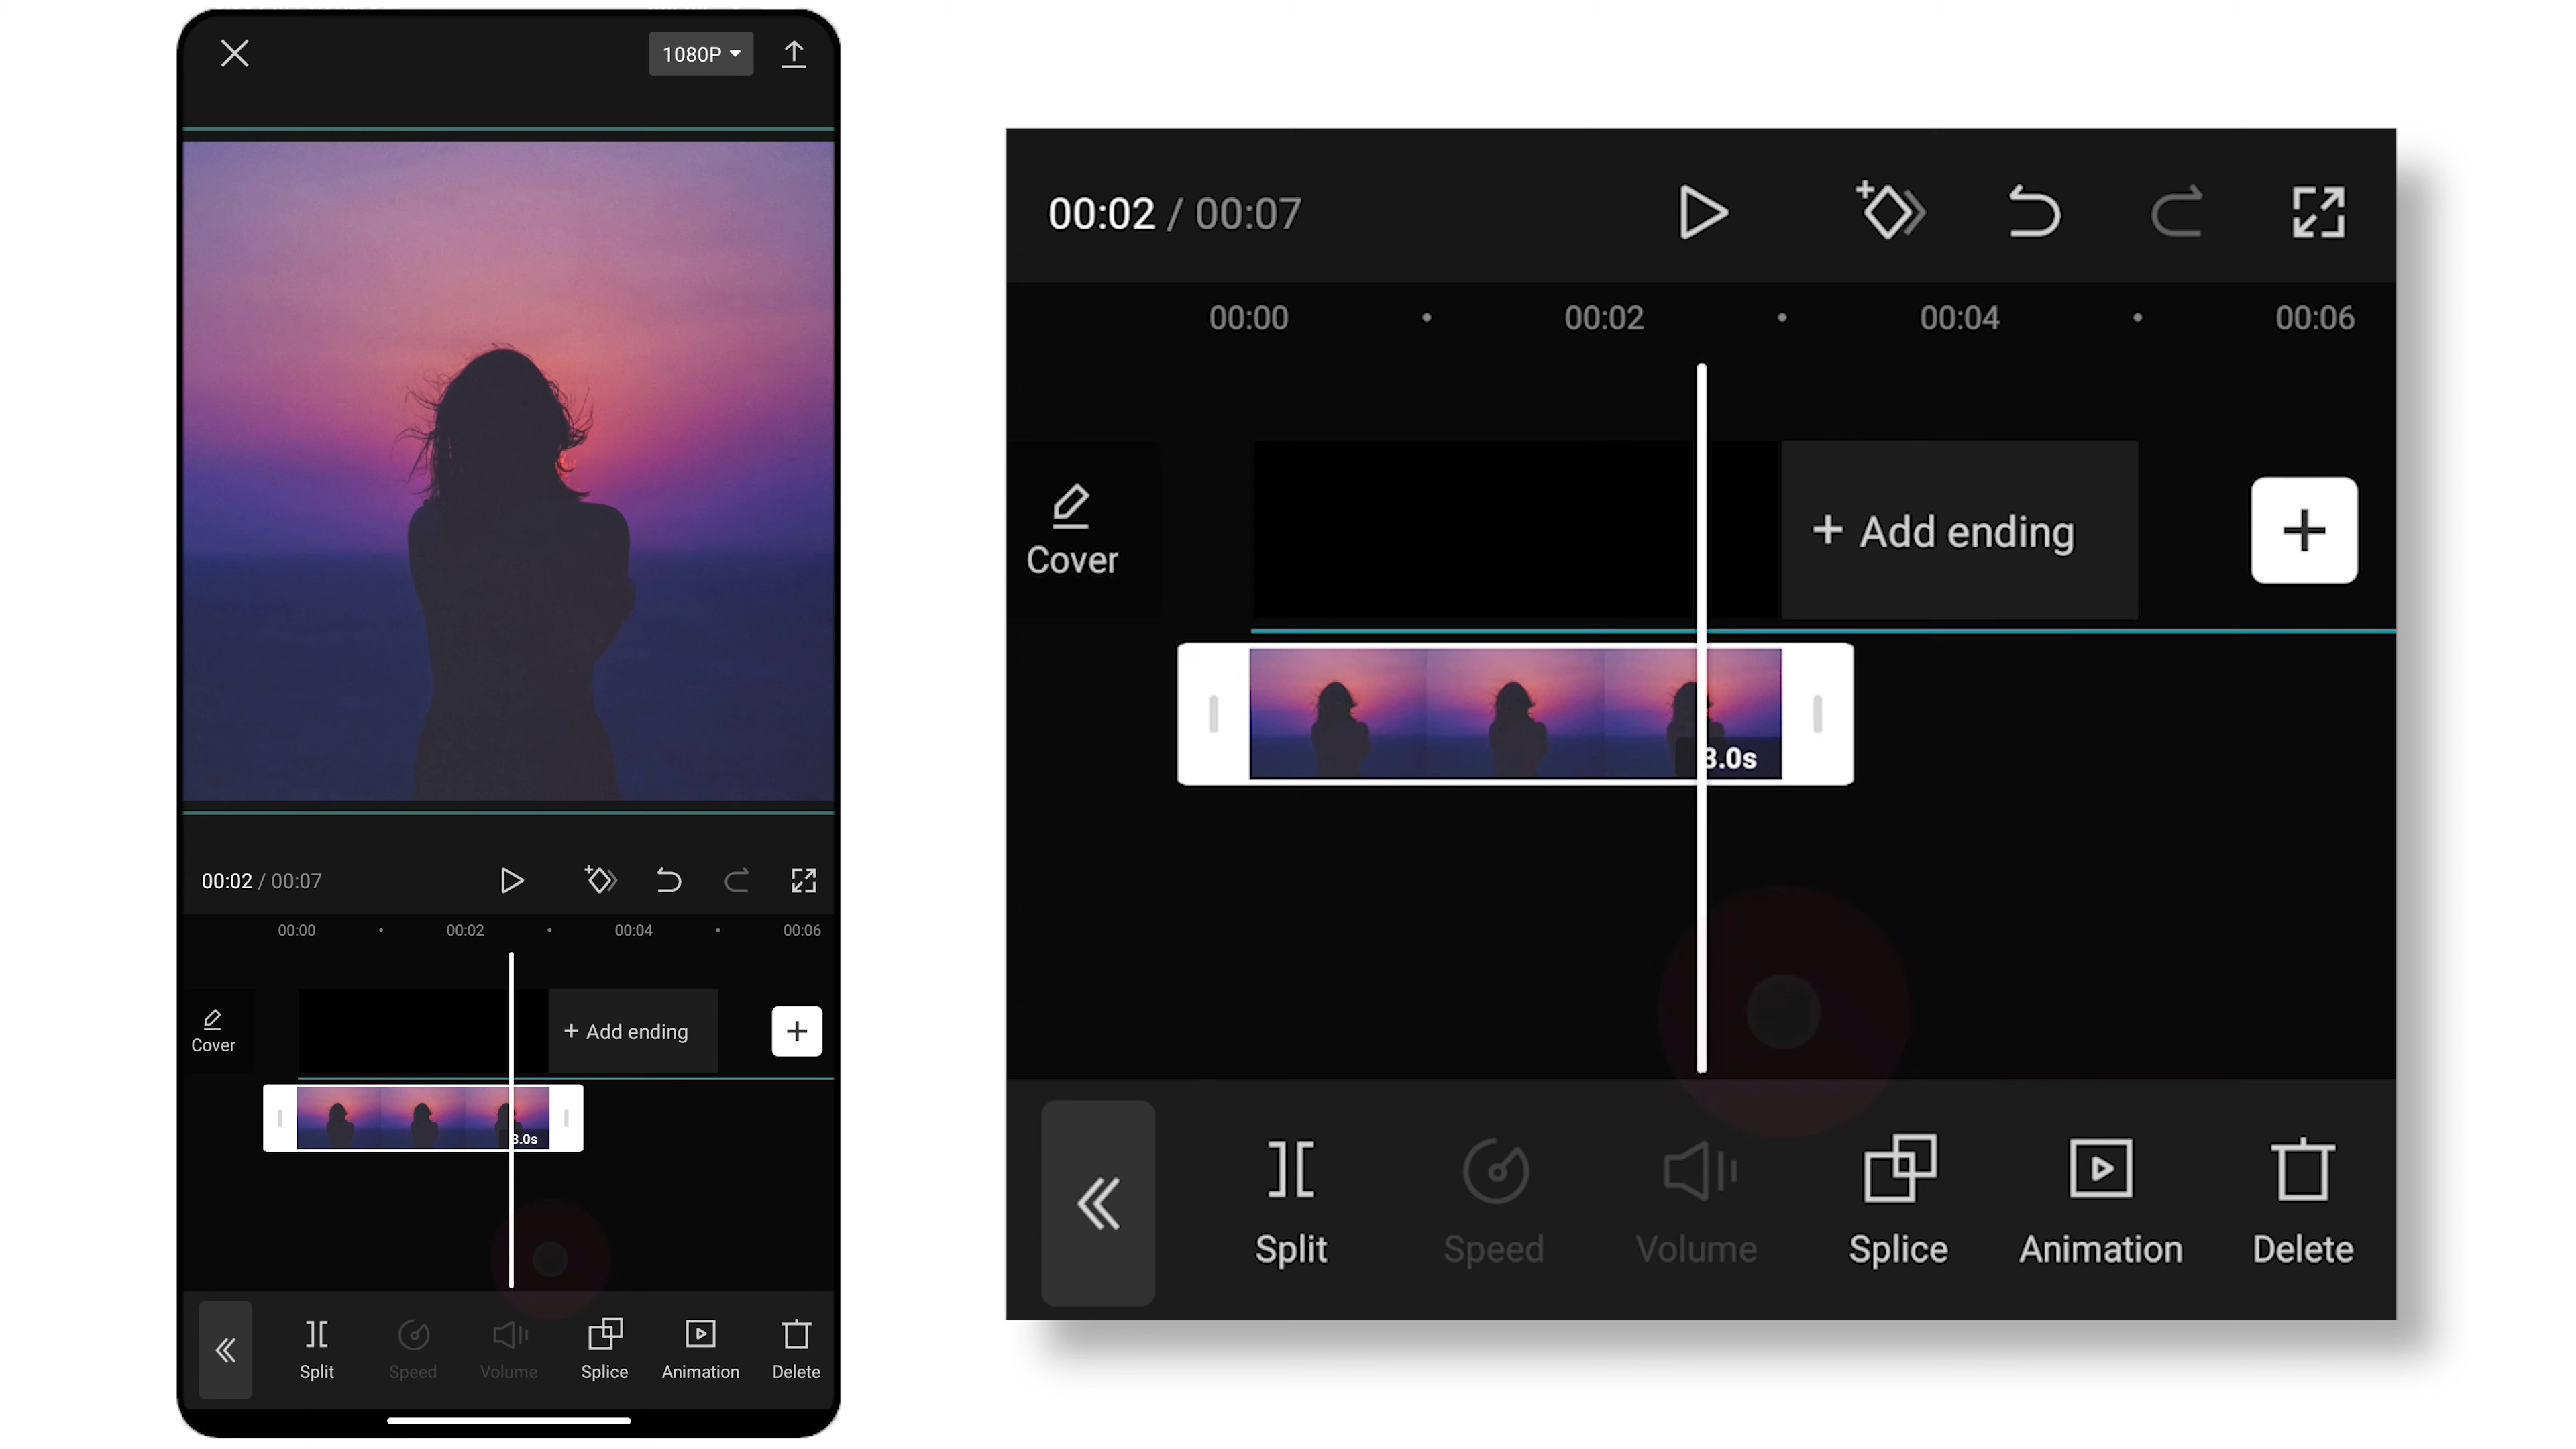 1080P
00:02 / 00:07
00:00 00:02 00:04 00:06
Cover
+ Add ending
3.0s
Split Speed Volume Splice Animation Delete
00:02 / 00:07
00:00 00:02 00:04 00:06
Cover
+ Add ending
3.0s
Split Speed Volume Splice Animation Delete